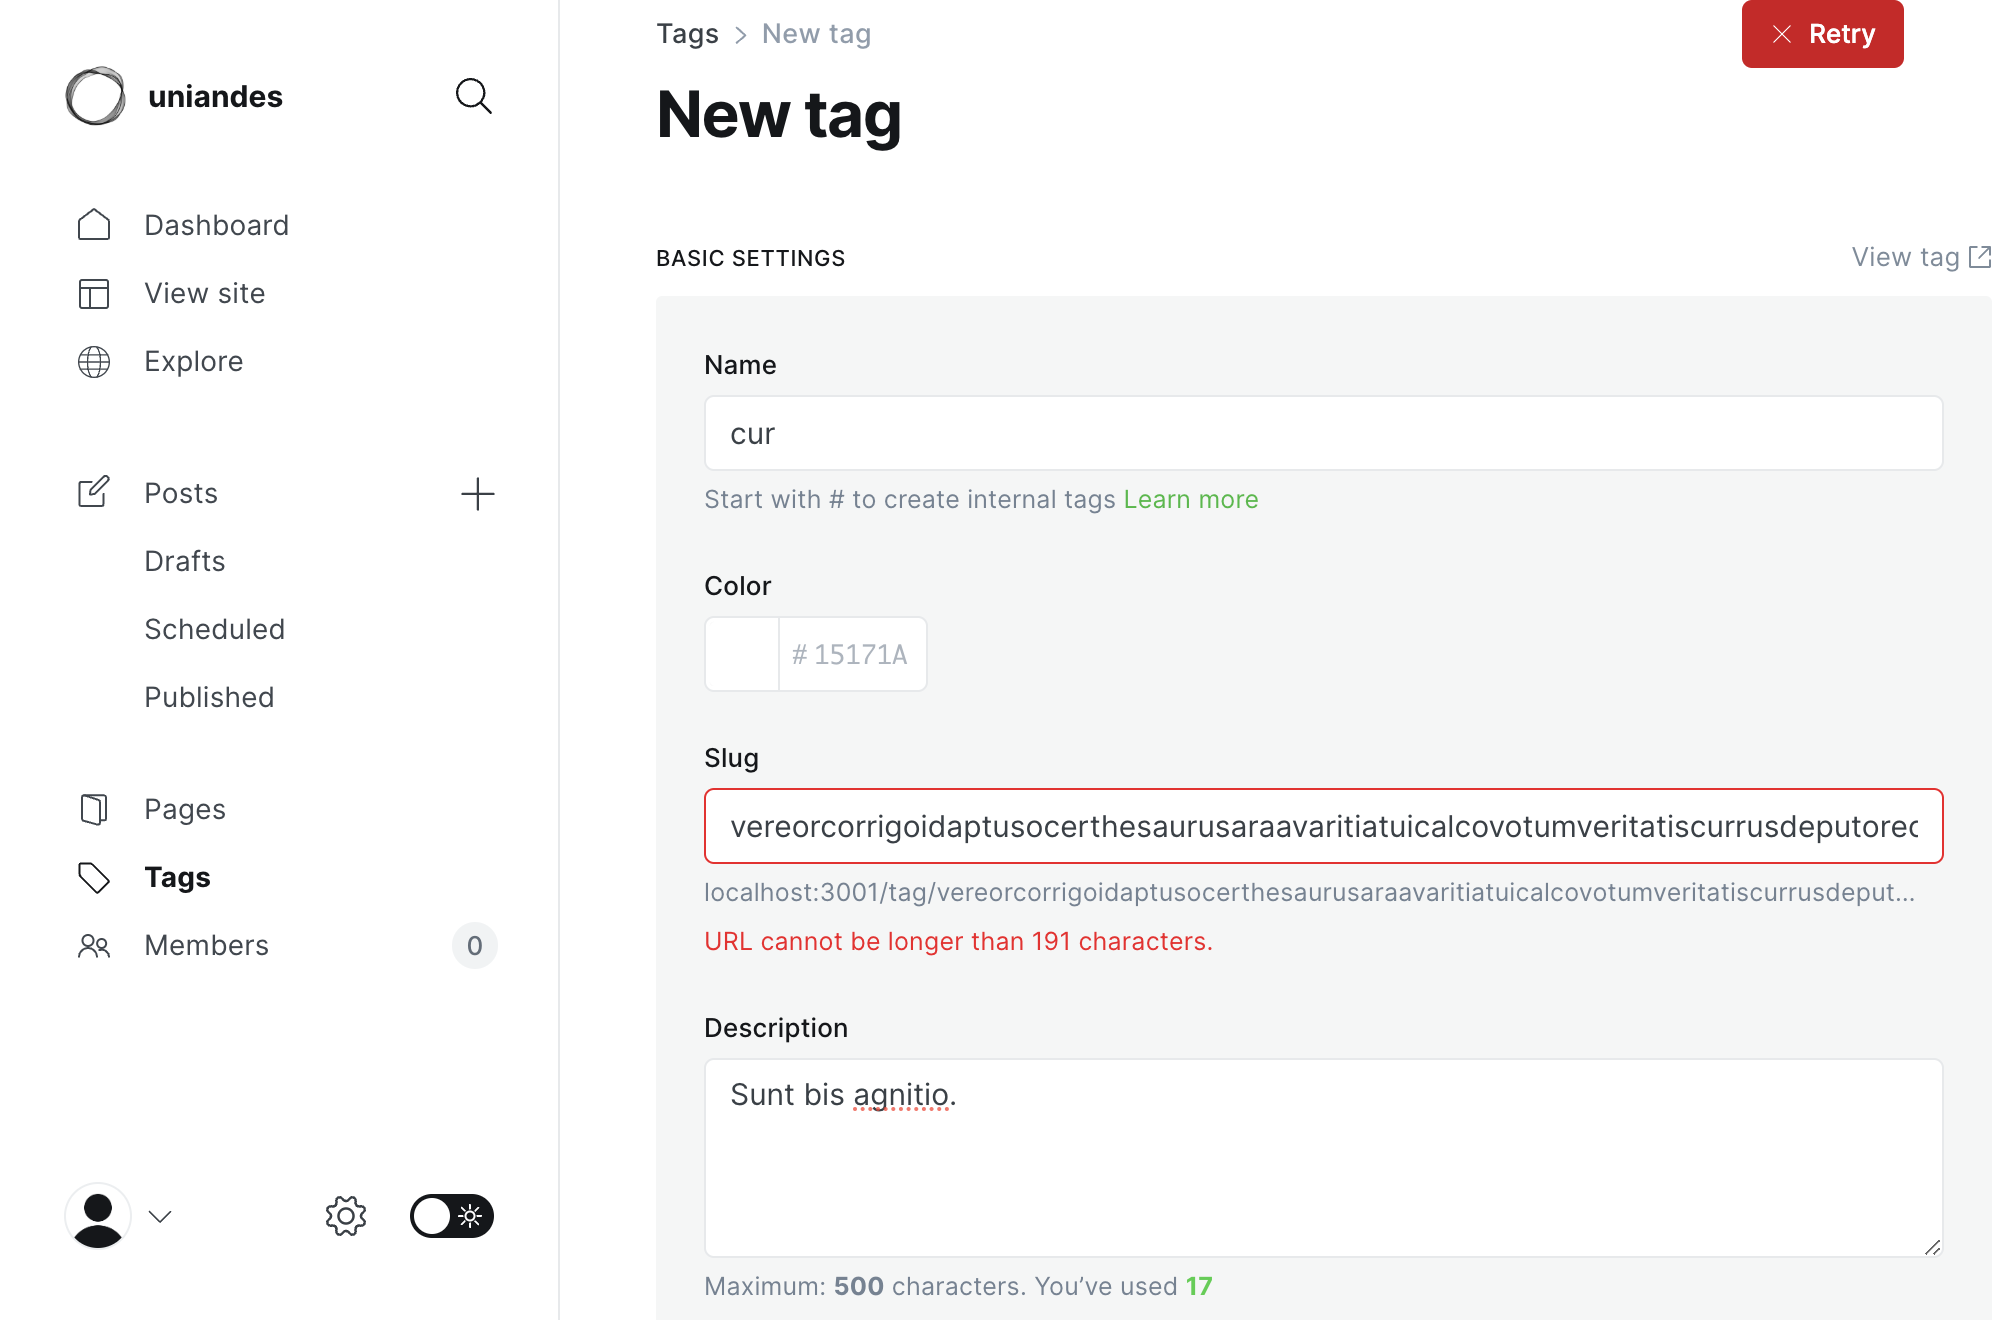 uniandes
Dashboard
View site
Explore
Posts
Drafts
Scheduled
Published
Pages
Tags
Members 0
Tags > New tag
Retry
New tag
BASIC SETTINGS
View tag
Name
cur
Start with # to create internal tags Learn more
Color
# 15171A
Slug
vereorcorrigoidaptusocerthesaurusaraavaritiatuicalcovotumveritatiscurrusdeputorec
localhost:3001/tag/vereorcorrigoidaptusocerthesaurusaraavaritiatuicalcovotumveritatiscurrusdeput...
URL cannot be longer than 191 characters.
Description
Sunt bis agnitio.
Maximum: 500 characters. You’ve used 17